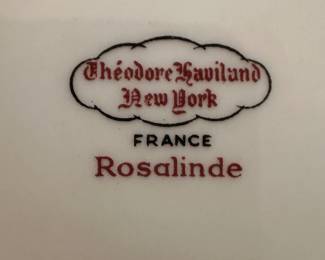 Théodore Haviland
New York
FRANCE
Rosalinde